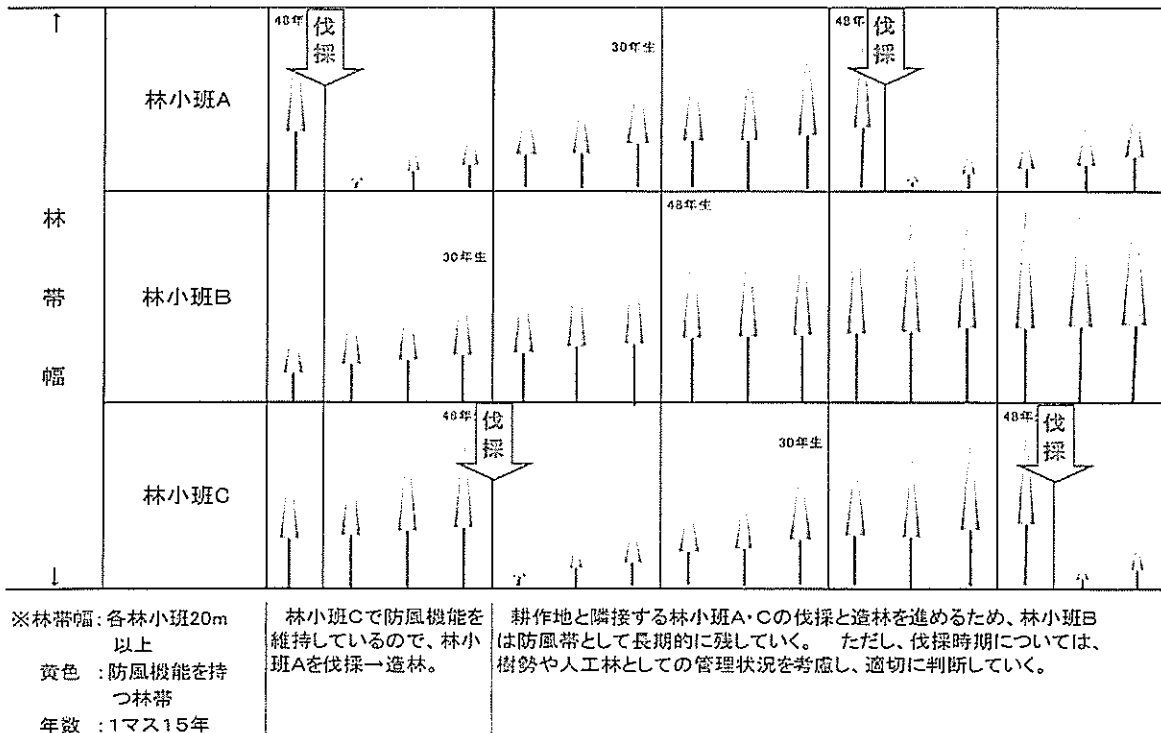 ↑
林
帯
幅
↓
林小班A
48年
伐採
30年生
48年
伐採
林小班B
30年生
48年生
林小班C
48年
伐採
30年生
48年
伐採
※林帯幅:各林小班20m
以上
黄色 :防風機能を持
つ林帯
年数 :1マス15年
林小班Cで防風機能を
維持しているので、林小
班Aを伐採→造林。
耕作地と隣接する林小班A・Cの伐採と造林を進めるため、林小班B
は防風帯として長期的に残していく。 ただし、伐採時期については、
樹勢や人工林としての管理状況を考慮し、適切に判断していく。